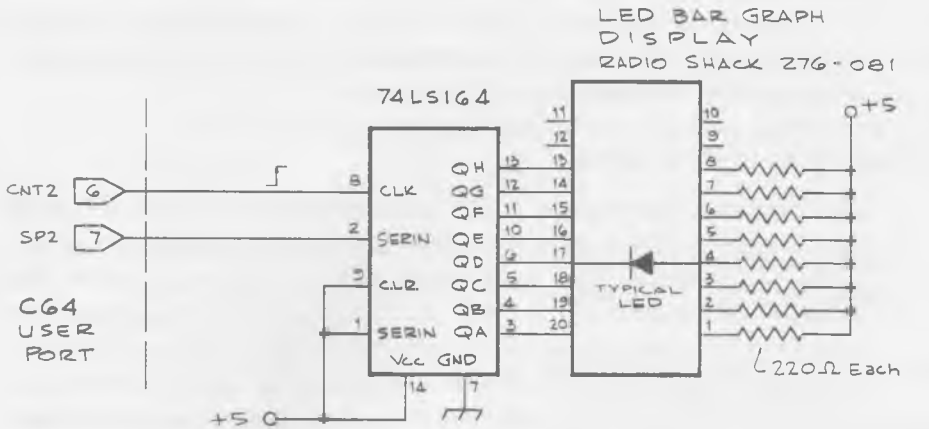 LED BAR GRAPH
DISPLAY
RADIO SHACK 276-081
74LS164
+5
CNT2
6
SP2
7
C64
USER
PORT
8
2
9
1
CLK
SERIN
CLR
SERIN
QH
QG
QF
QE
QD
QC
QB
QA
Vcc GND
13
12
11
10
6
5
4
3
14
7
+5
11
12
13
14
15
16
17
18
19
20
TYPICAL
LED
10
9
8
7
6
5
4
3
2
1
220Ω Each